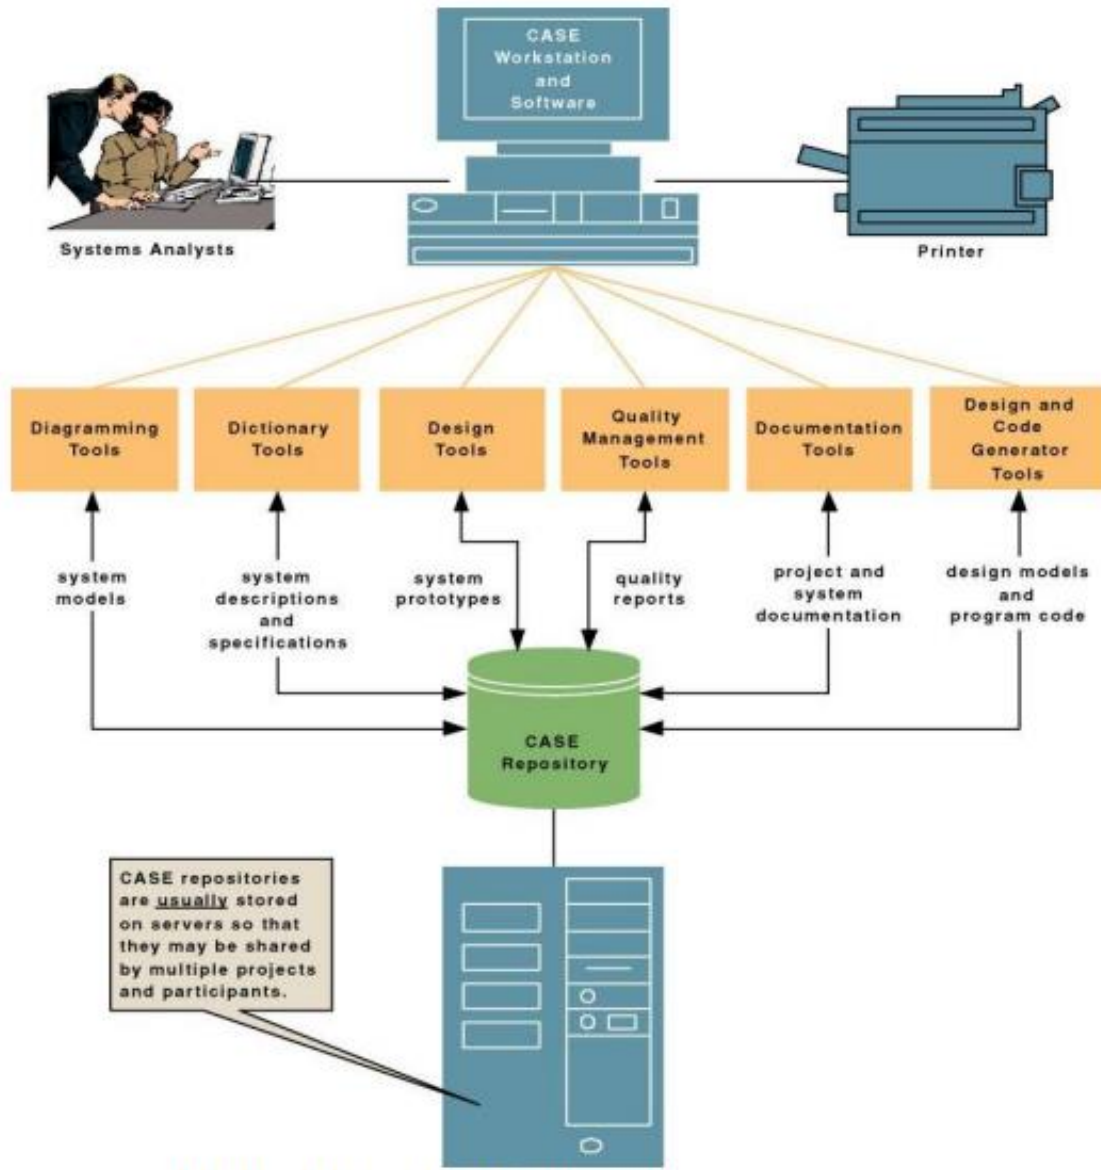 CASE
Workstation
and
Software
Systems Analysts
Printer
Diagramming
Tools
Dictionary
Tools
Design
Tools
Quality
Management
Tools
Documentation
Tools
Design and
Code
Generator
Tools
system
models
system
descriptions
and
specifications
system
prototypes
quality
reports
project and
system
documentation
design models
and
program code
CASE
Repository
CASE repositories
are usually stored
on servers so that
they may be shared
by multiple projects
and participants.